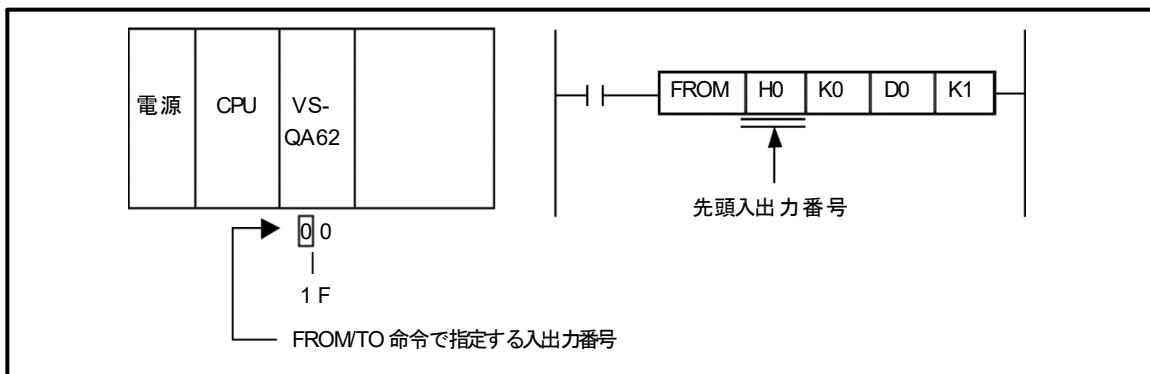 電源
CPU
VS-
QA62
00
1F
FROM/TO 命令で指定する入出力番号
FROM H0 K0 D0 K1
先頭入出力番号